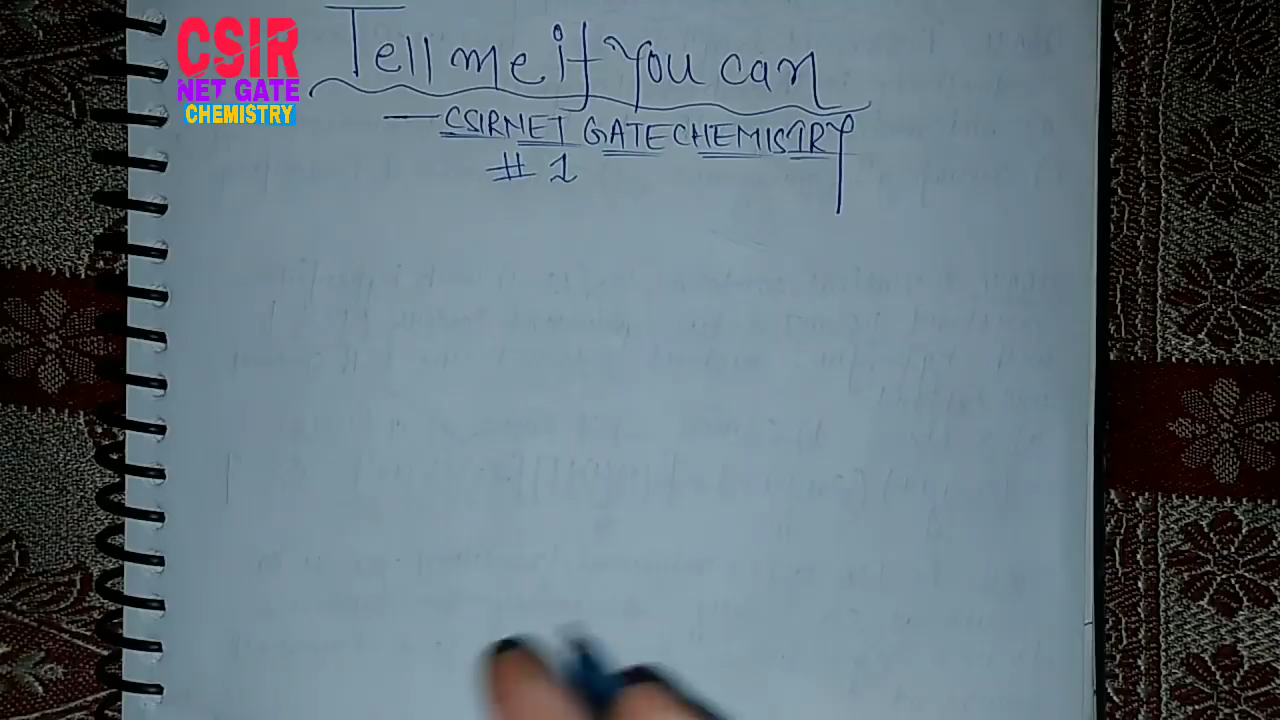 CSIR
NET GATE
CHEMISTRY
Tell me if you can
— CSIRNET GATECHEMISTRY
# 1